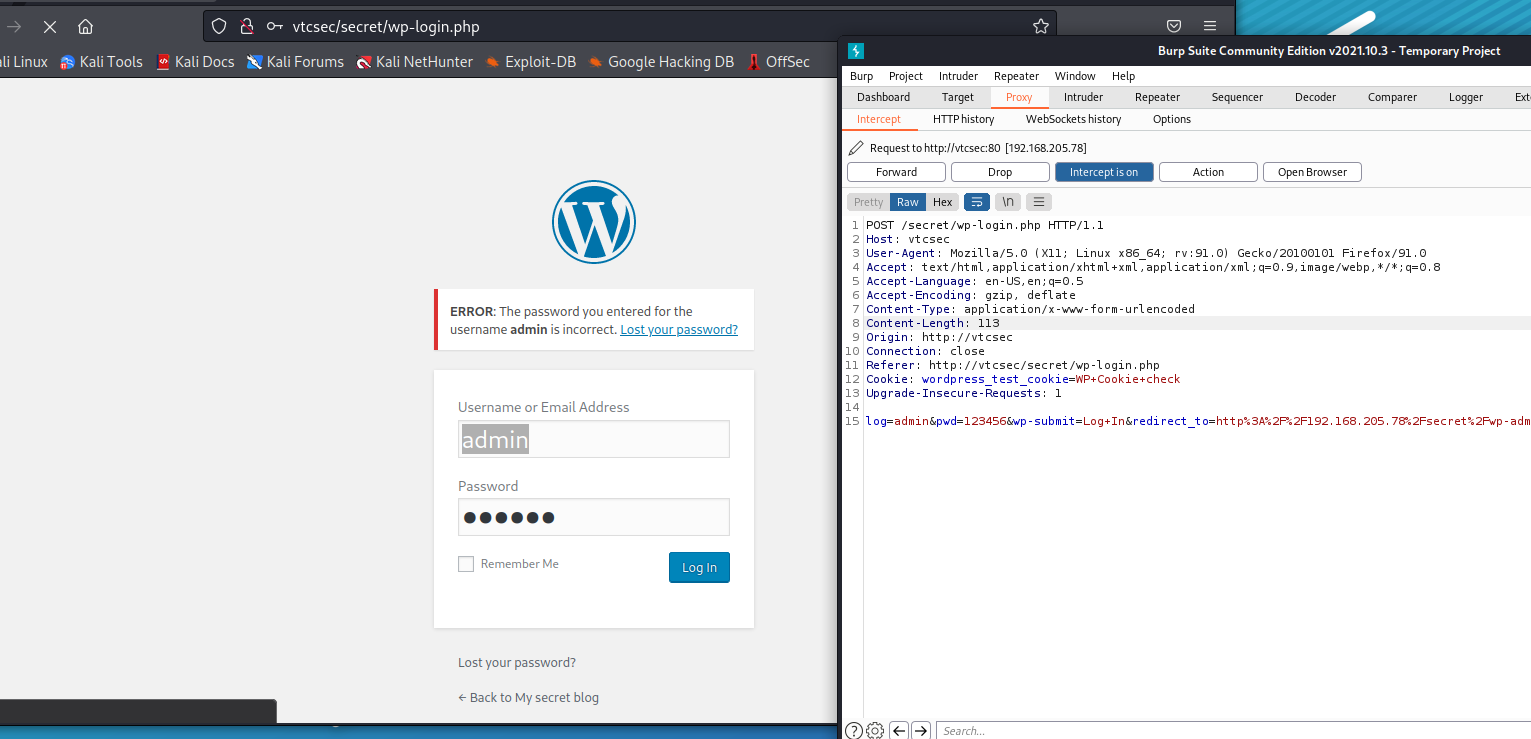 vtcsec/secret/wp-login.php
ali Linux Kali Tools Kali Docs Kali Forums Kali NetHunter Exploit-DB Google Hacking DB OffSec
ERROR: The password you entered for the
username admin is incorrect. Lost your password?
Username or Email Address
admin
Password
Remember Me
Log In
Lost your password?
← Back to My secret blog
Burp Suite Community Edition v2021.10.3 - Temporary Project
Burp Project Intruder Repeater Window Help
Dashboard Target Proxy Intruder Repeater Sequencer Decoder Comparer Logger Exte
Intercept HTTP history WebSockets history Options
Request to http://vtcsec:80 [192.168.205.78]
Forward Drop Intercept is on Action Open Browser
Pretty Raw Hex \n
1 POST /secret/wp-login.php HTTP/1.1
2 Host: vtcsec
3 User-Agent: Mozilla/5.0 (X11; Linux x86_64; rv:91.0) Gecko/20100101 Firefox/91.0
4 Accept: text/html,application/xhtml+xml,application/xml;q=0.9,image/webp,*/*;q=0.8
5 Accept-Language: en-US,en;q=0.5
6 Accept-Encoding: gzip, deflate
7 Content-Type: application/x-www-form-urlencoded
8 Content-Length: 113
9 Origin: http://vtcsec
10 Connection: close
11 Referer: http://vtcsec/secret/wp-login.php
12 Cookie: wordpress_test_cookie=WP+Cookie+check
13 Upgrade-Insecure-Requests: 1
14
15 log=admin&pwd=123456&wp-submit=Log+In&redirect_to=http%3A%2F%2F192.168.205.78%2Fsecret%2Fwp-adm
Search...